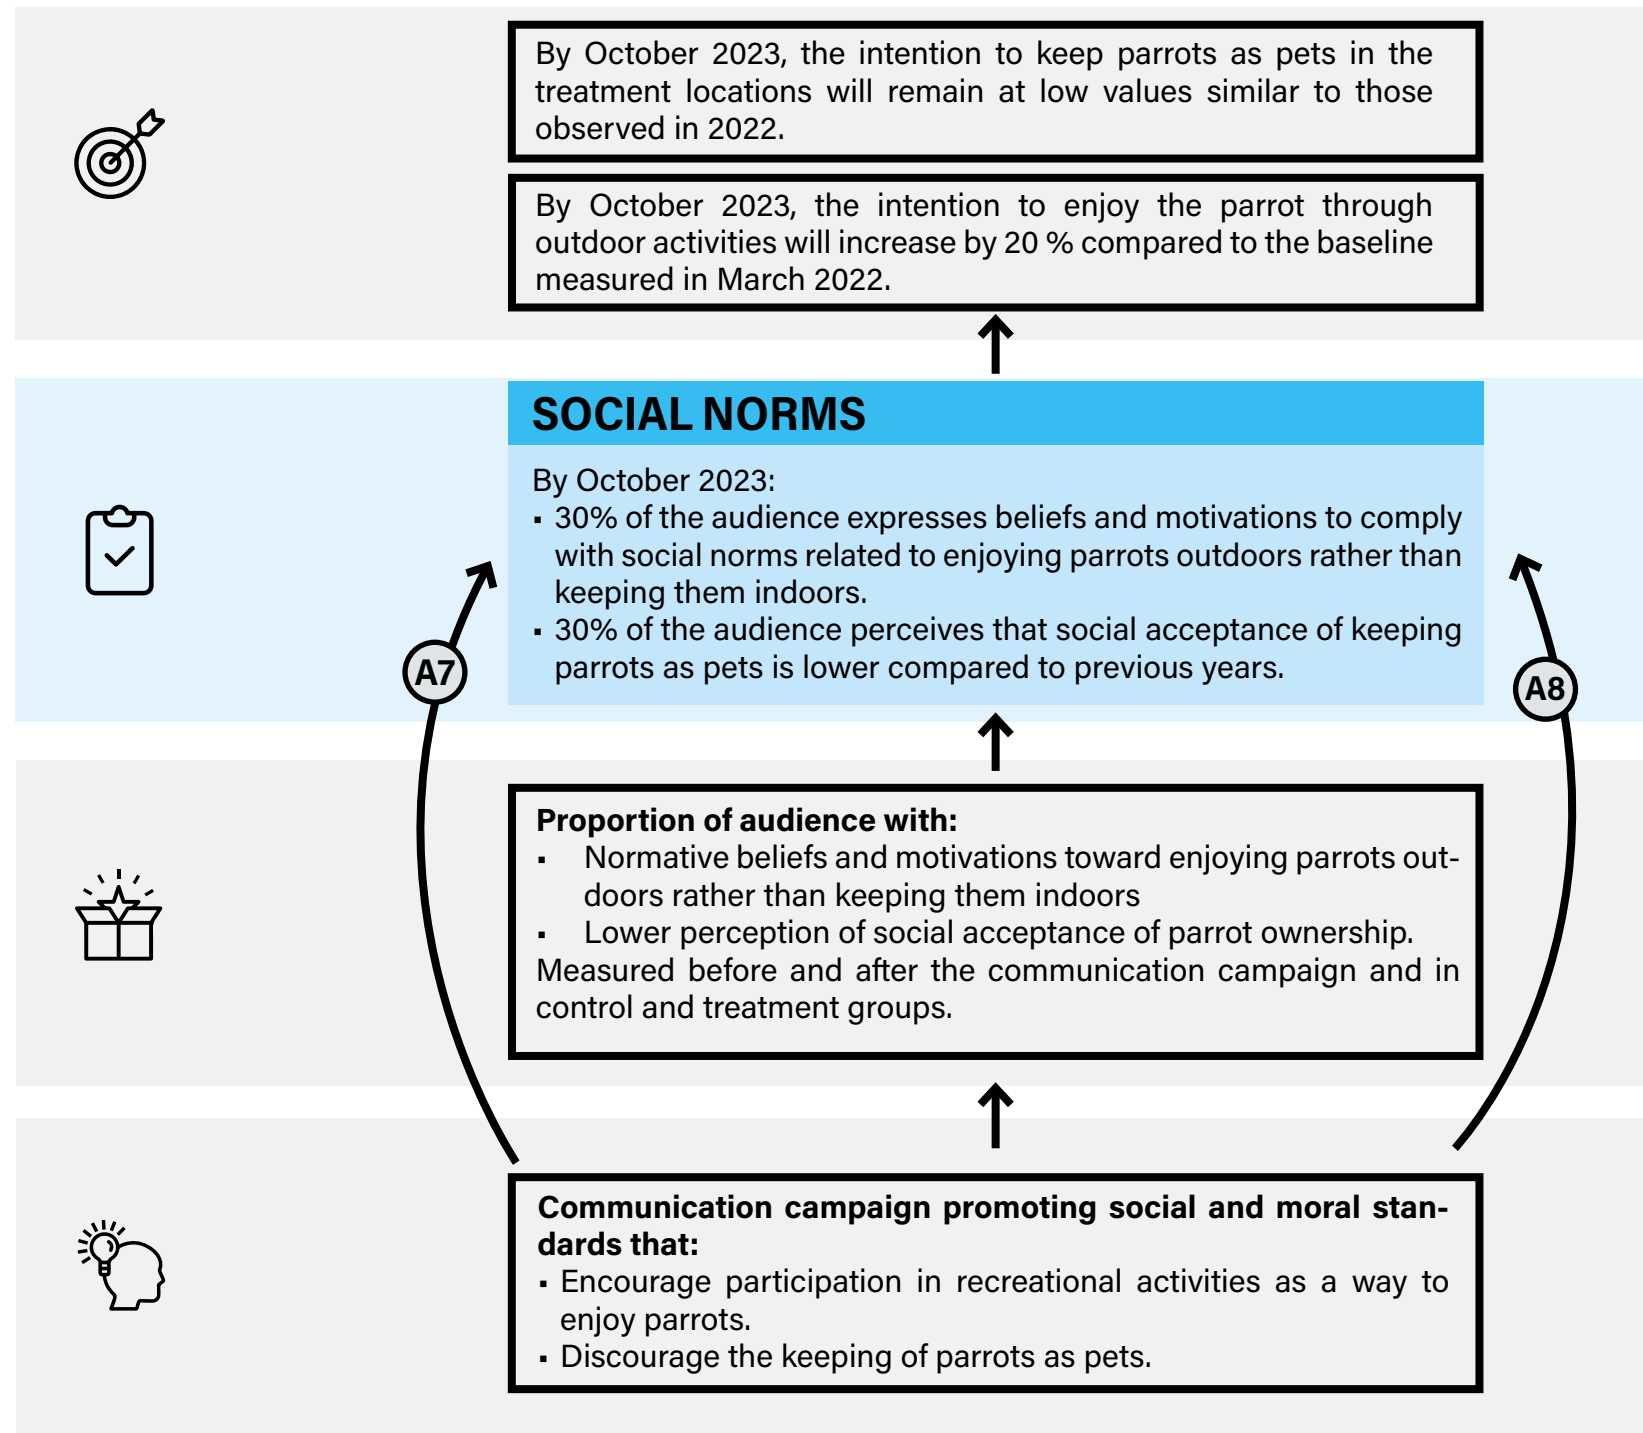 By October 2023, the intention to keep parrots as pets in the
treatment locations will remain at low values similar to those
observed in 2022.
By October 2023, the intention to enjoy the parrot through
outdoor activities will increase by 20 % compared to the baseline
measured in March 2022.
SOCIAL NORMS
By October 2023:
▪ 30% of the audience expresses beliefs and motivations to comply
with social norms related to enjoying parrots outdoors rather than
keeping them indoors.
▪ 30% of the audience perceives that social acceptance of keeping
parrots as pets is lower compared to previous years.
A7
A8
Proportion of audience with:
▪ Normative beliefs and motivations toward enjoying parrots out-
doors rather than keeping them indoors
▪ Lower perception of social acceptance of parrot ownership.
Measured before and after the communication campaign and in
control and treatment groups.
Communication campaign promoting social and moral stan-
dards that:
▪ Encourage participation in recreational activities as a way to
enjoy parrots.
▪ Discourage the keeping of parrots as pets.